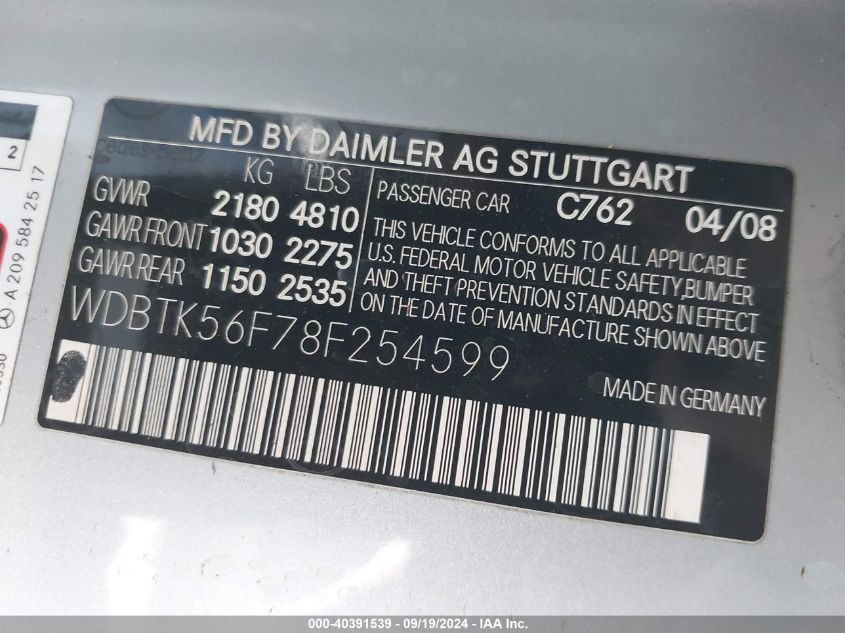 MFD BY DAIMLER AG STUTTGART
KG LBS
GVWR 2180 4810
GAWR FRONT 1030 2275
GAWR REAR 1150 2535
PASSENGER CAR C762 04/08
THIS VEHICLE CONFORMS TO ALL APPLICABLE
U.S. FEDERAL MOTOR VEHICLE SAFETY,BUMPER
AND THEFT PREVENTION STANDARDS IN EFFECT
ON THE DATE OF MANUFACTURE SHOWN ABOVE
WDBTK56F78F254599
MADE IN GERMANY
2
A 209 584 25 17
000-40391539 - 09/19/2024 - IAA Inc.